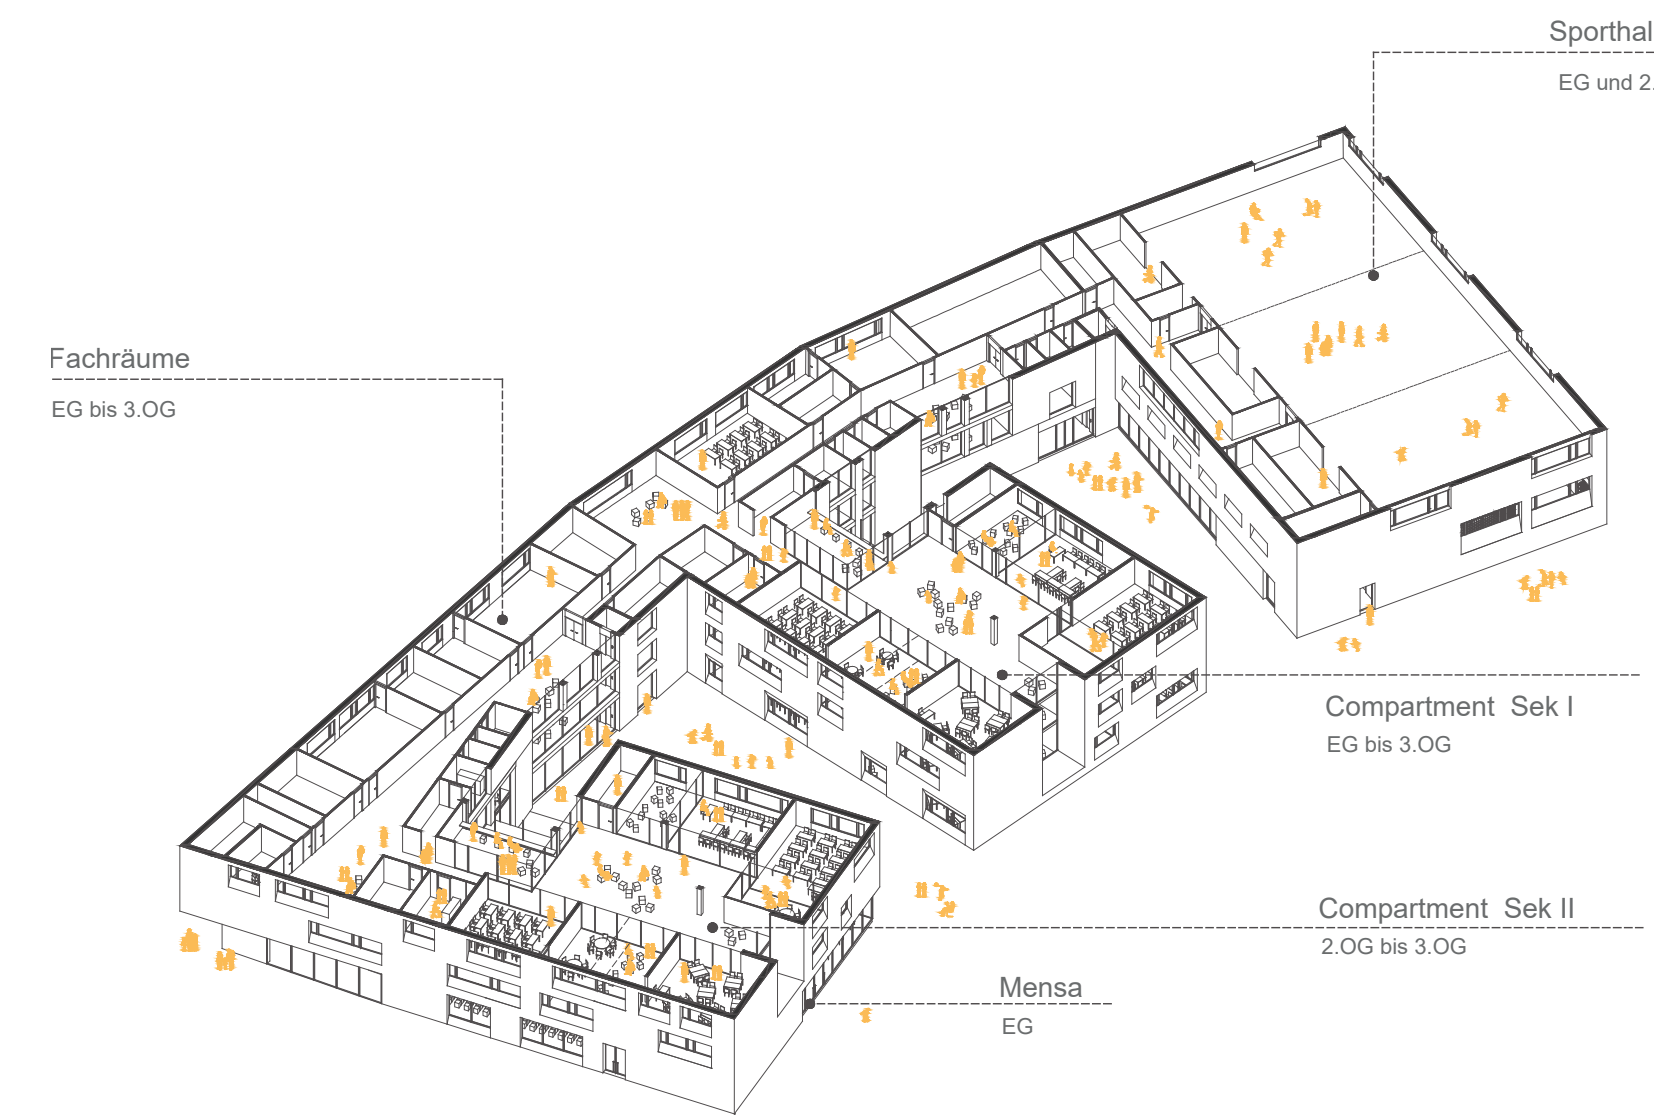 Sporthal
EG und 2.
Fachräume
EG bis 3.OG
Compartment Sek I
EG bis 3.OG
Compartment Sek II
2.OG bis 3.OG
Mensa
EG